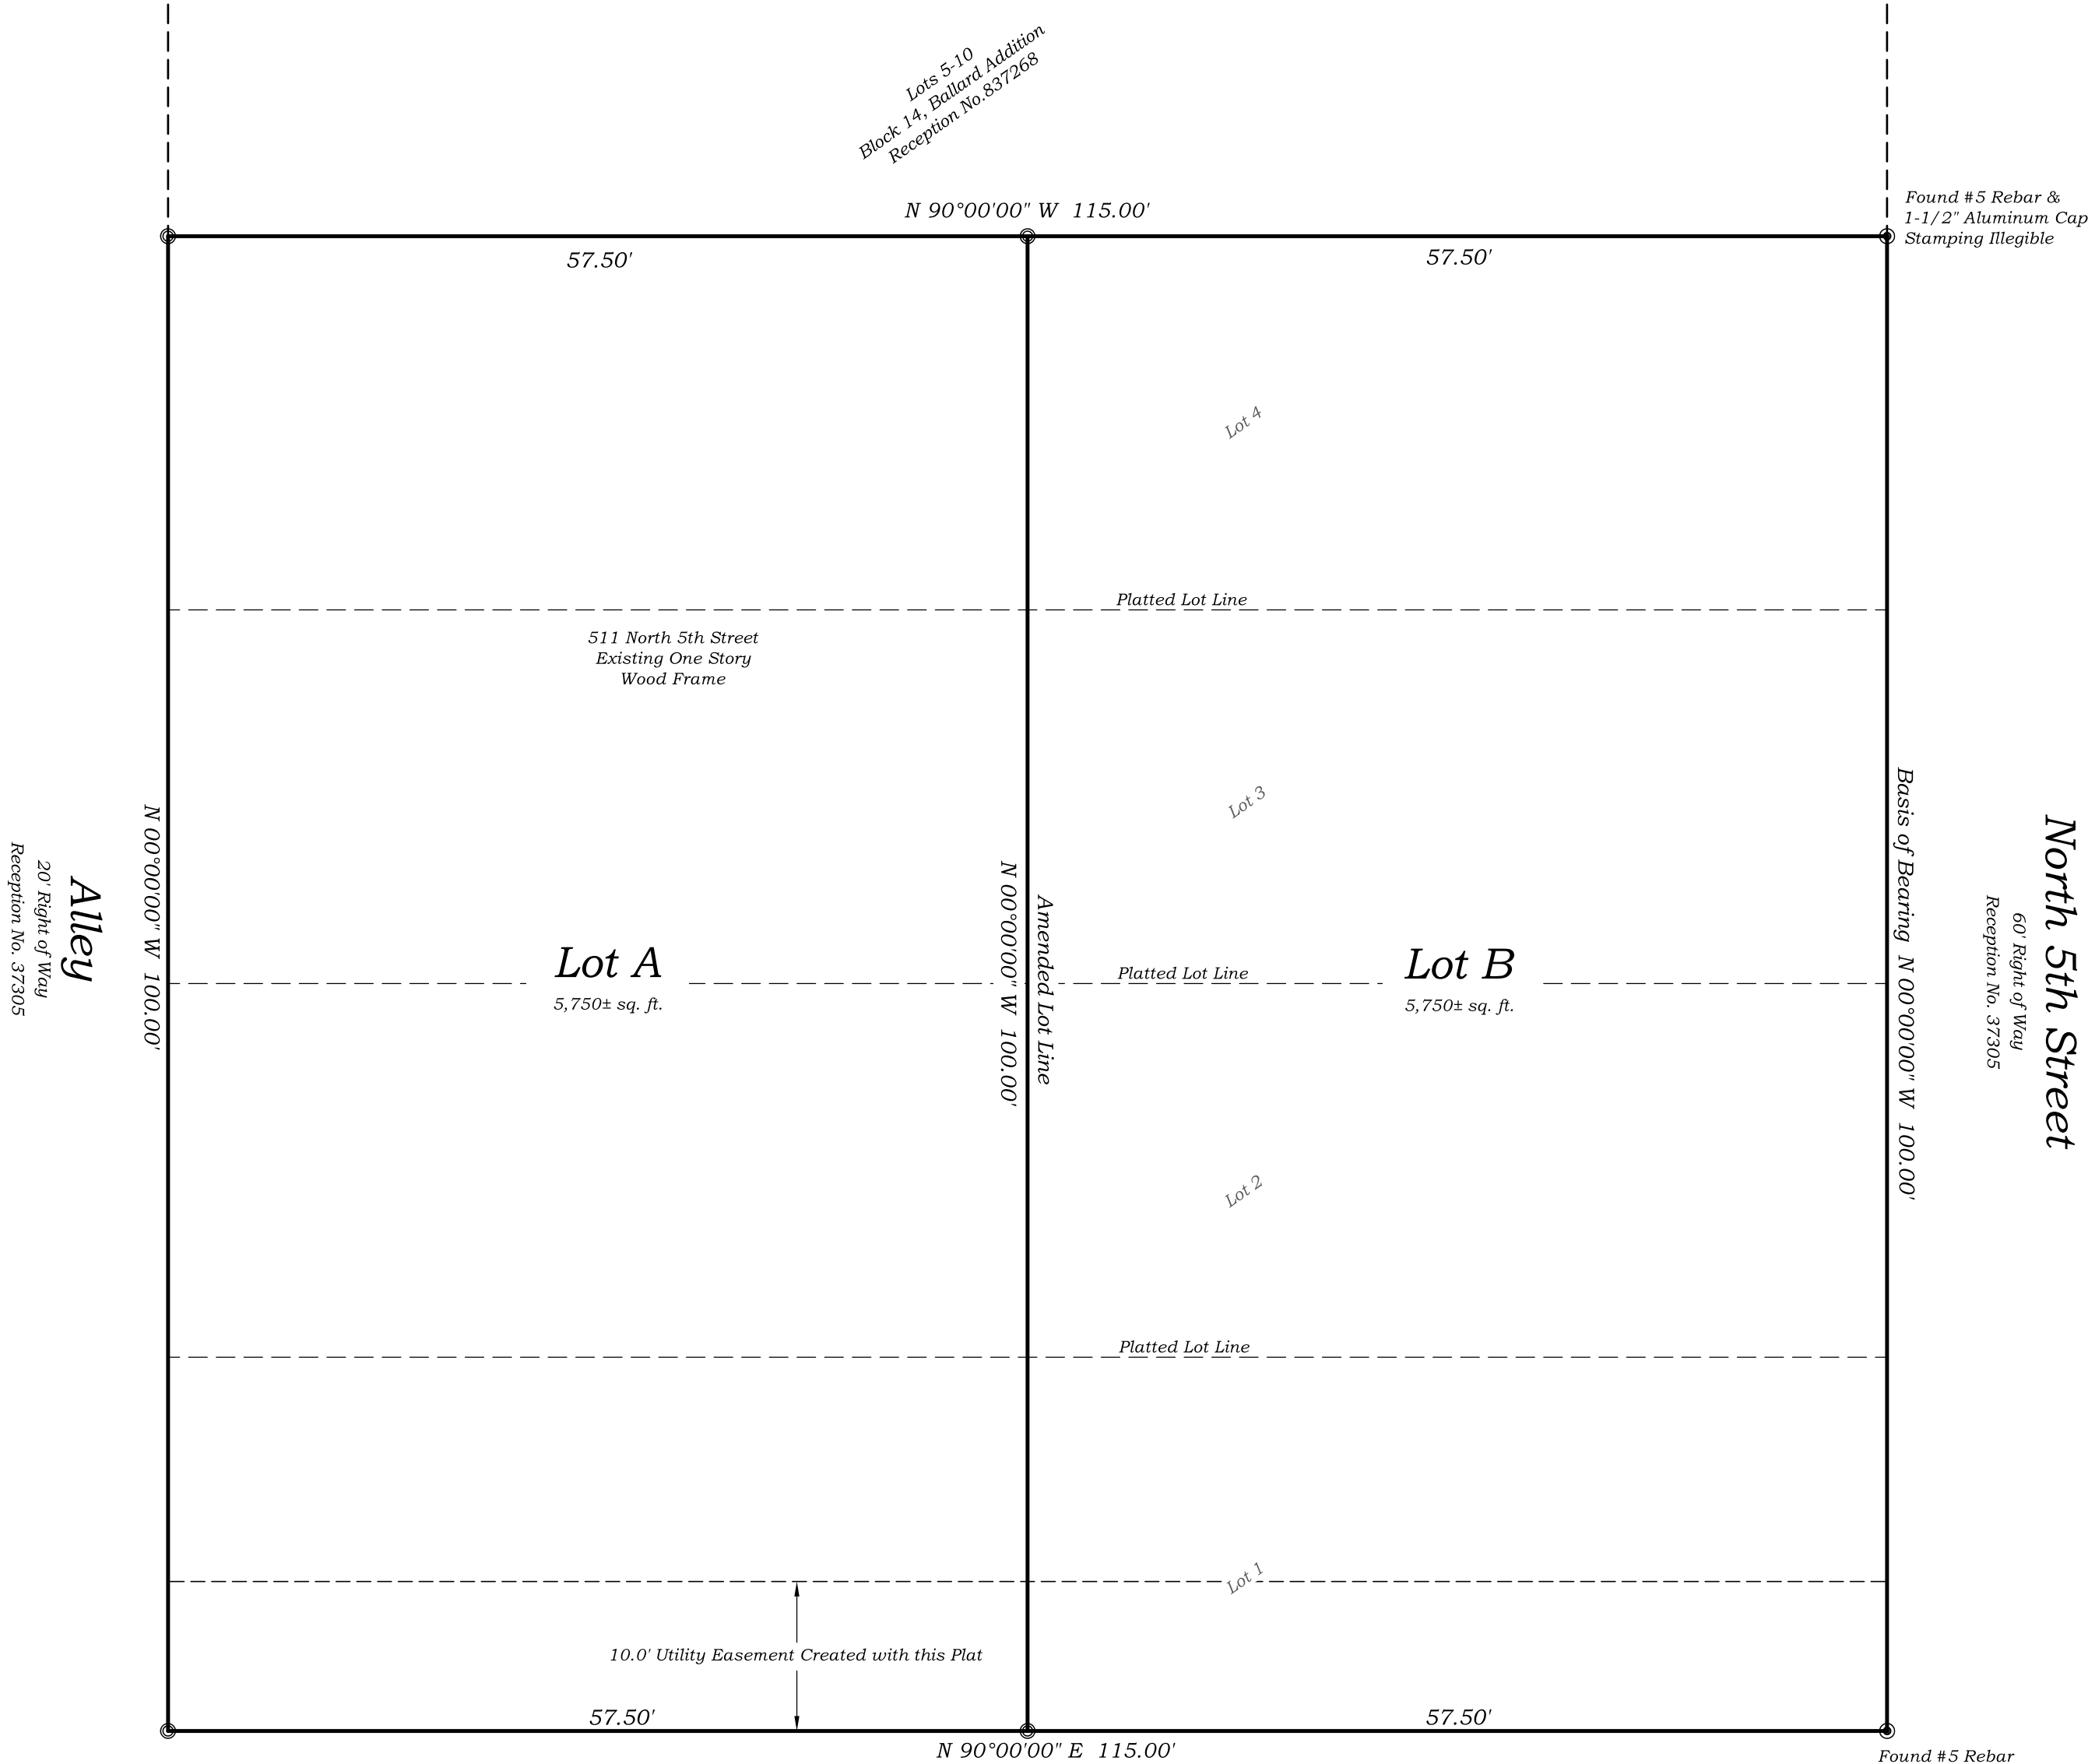 Lots 5-10
Block 14, Ballard Addition
Reception No.837268
N 90°00'00" W  115.00'
Found #5 Rebar &
1-1/2" Aluminum Cap
Stamping Illegible
57.50'
57.50'
Lot 4
Platted Lot Line
511 North 5th Street
Existing One Story
Wood Frame
Lot 3
Alley
20' Right of Way
Reception No. 37305
N 00°00'00" W  100.00'
Lot A
5,750± sq. ft.
N 00°00'00" W  100.00'
Amended Lot Line
Platted Lot Line
Lot B
5,750± sq. ft.
Basis of Bearing  N 00°00'00" W  100.00'
North 5th Street
60' Right of Way
Reception No. 37305
Lot 2
Platted Lot Line
Lot 1
10.0' Utility Easement Created with this Plat
57.50'
57.50'
N 90°00'00" E  115.00'
Found #5 Rebar